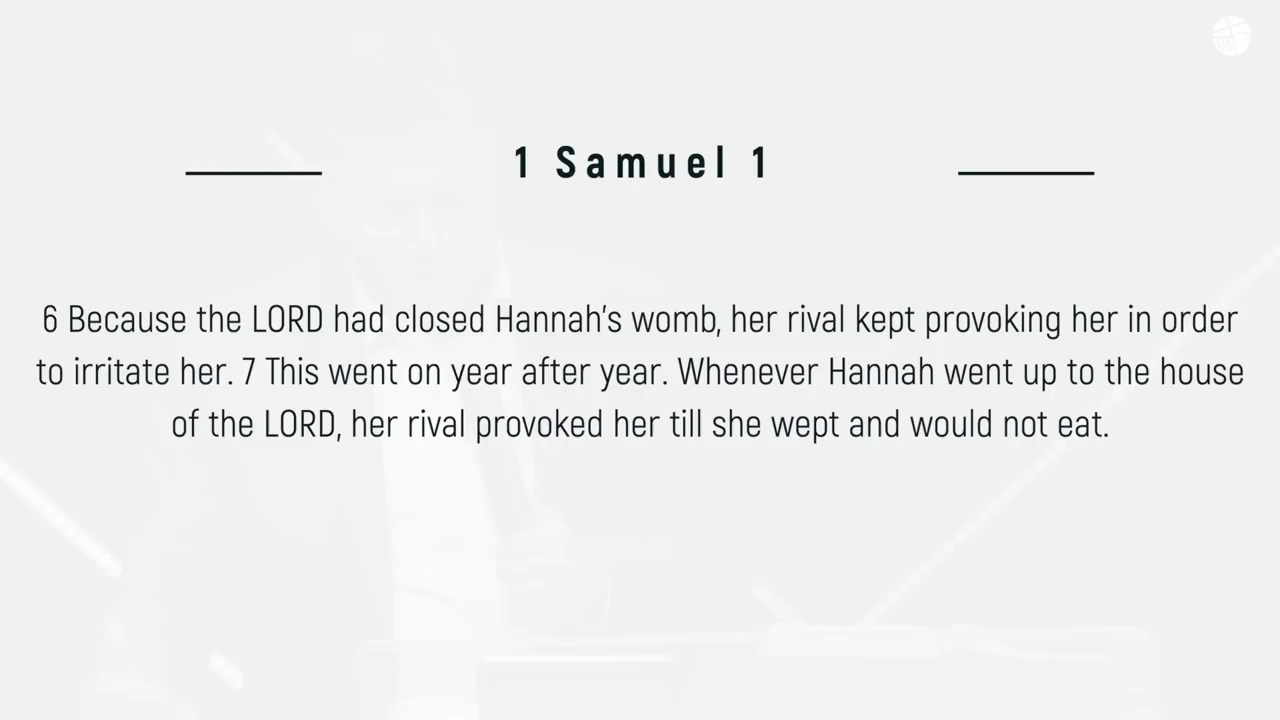 1 Samuel 1
6 Because the LORD had closed Hannah’s womb, her rival kept provoking her in order
to irritate her. 7 This went on year after year. Whenever Hannah went up to the house
of the LORD, her rival provoked her till she wept and would not eat.